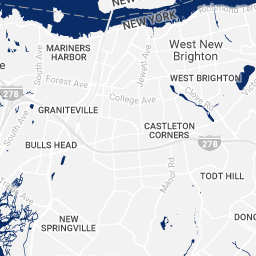 NEW
NEW YORK
MARINERS
HARBOR
South Ave
Jewett Ave
West New
Brighton
Forest Ave
WEST BRIGHTON
College Ave
Clove Rd
278
GRANITEVILLE
South Ave
CASTLETON
CORNERS
278
BULLS HEAD
Manor Rd
TODT HILL
NEW
SPRINGVILLE